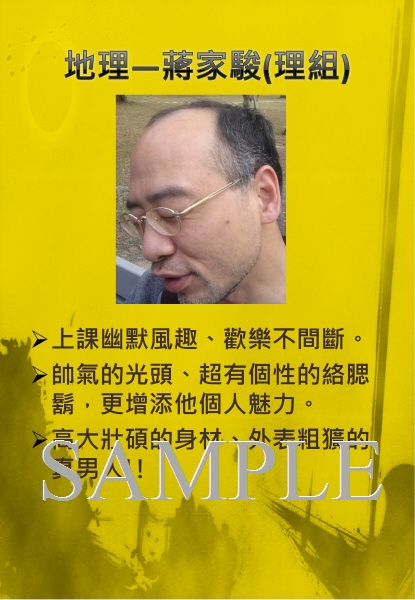 地理—蔣家駿(理組)
➢上課幽默風趣、歡樂不間斷。
➢帥氣的光頭、超有個性的絡腮
鬍，更增添他個人魅力。
➢高大壯碩的身材、外表粗獷的
真男人!
SAMPLE